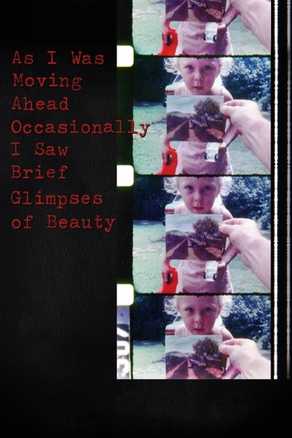 As I Was
Moving
Ahead
Occasionally
I Saw
Brief
Glimpses
of Beauty